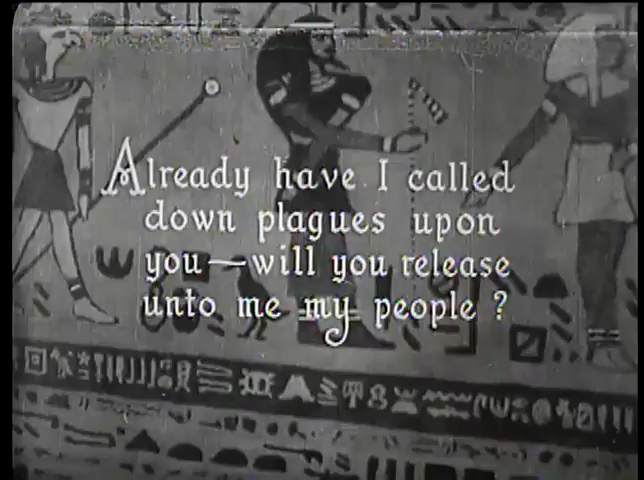 Already have I called
down plagues upon
you—will you release
unto me my people ?